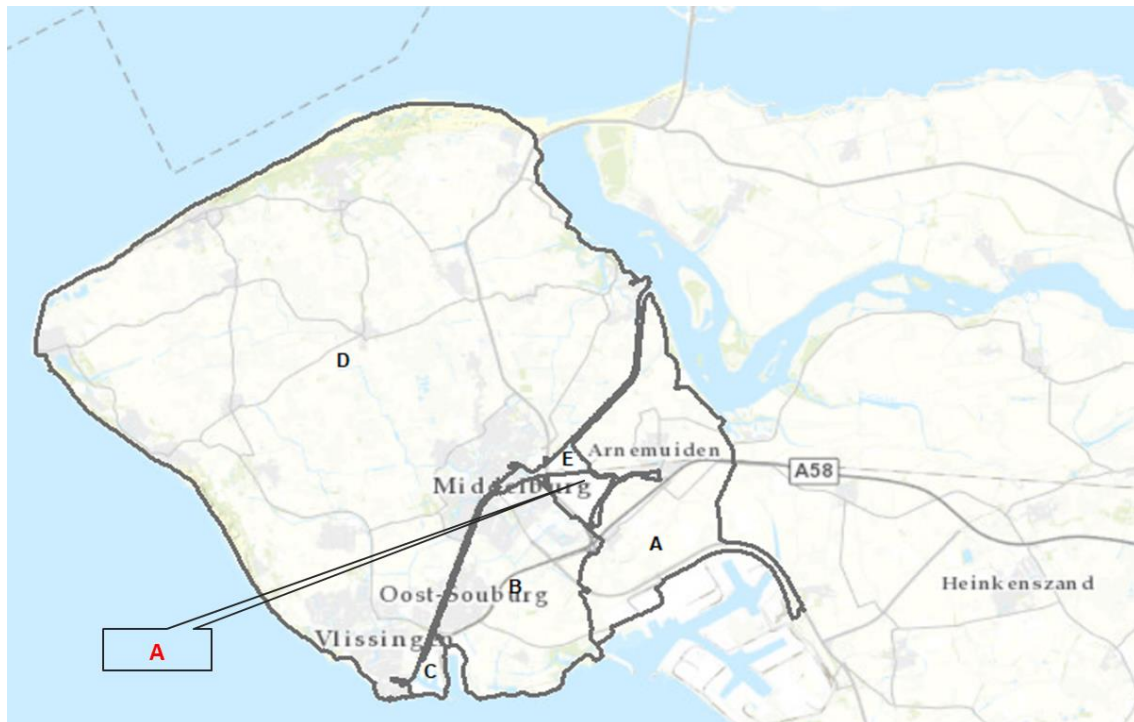 D
E
Arnemuiden
A58
Middelburg
A
Heinkenszand
B
Oost-Souburg
Vlissingen
A
C